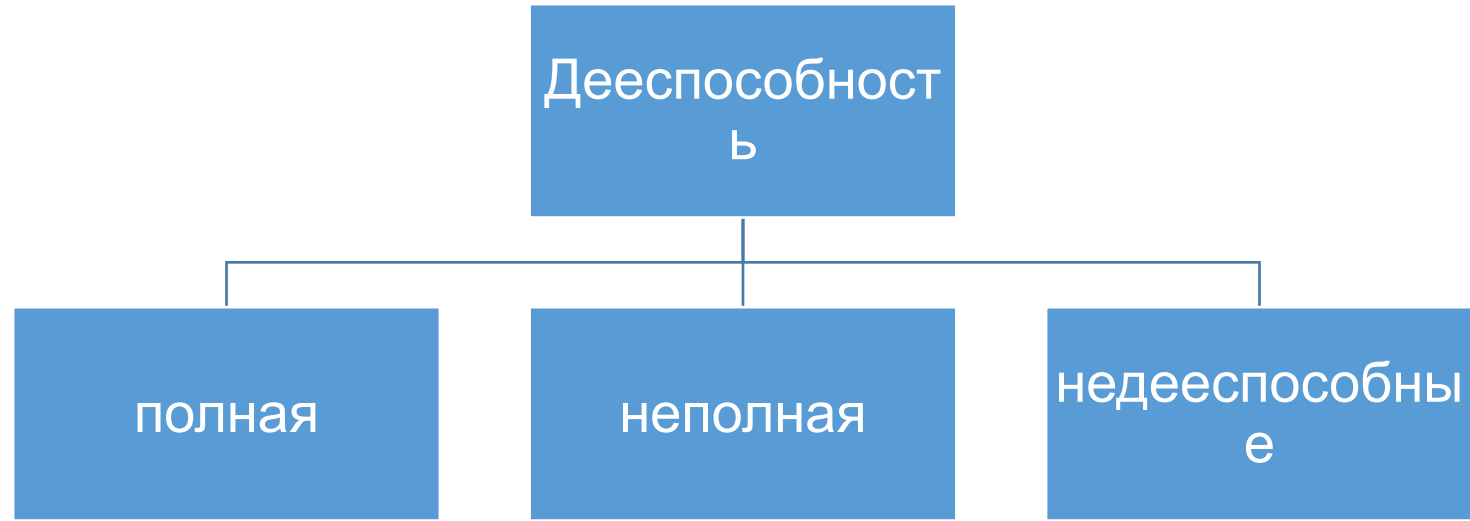 Дееспособност
ь
полная
неполная
недееспособны
е